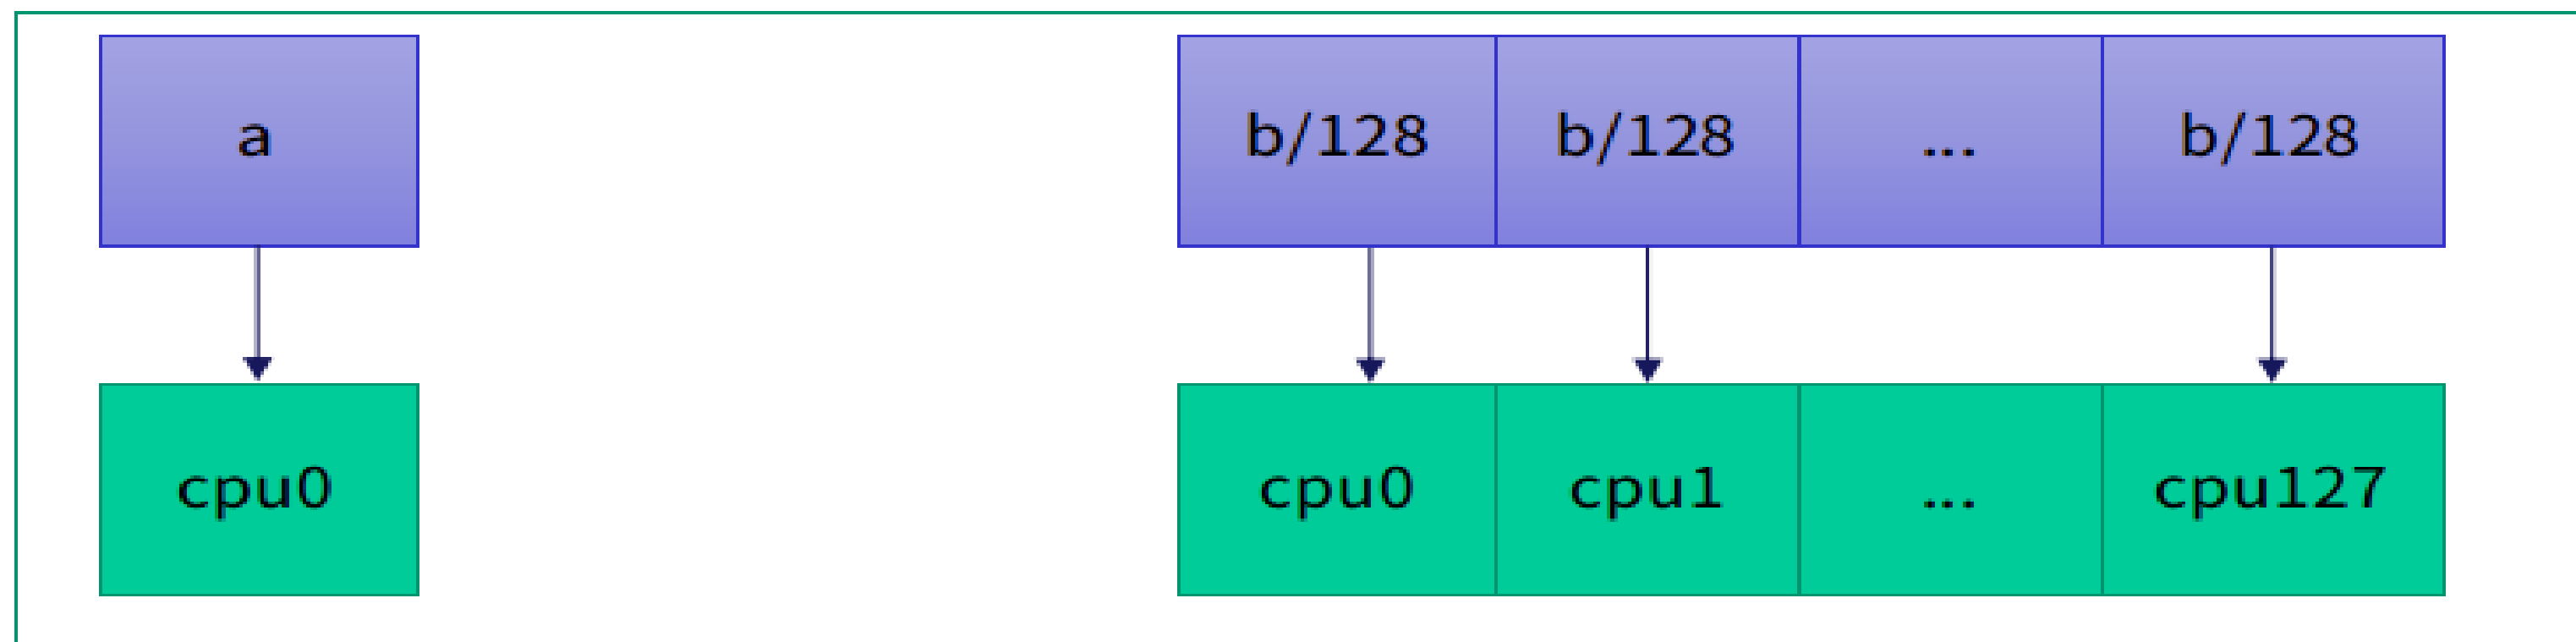 a b/128 b/128 ... b/128
cpu0 cpu0 cpu1 ... cpu127